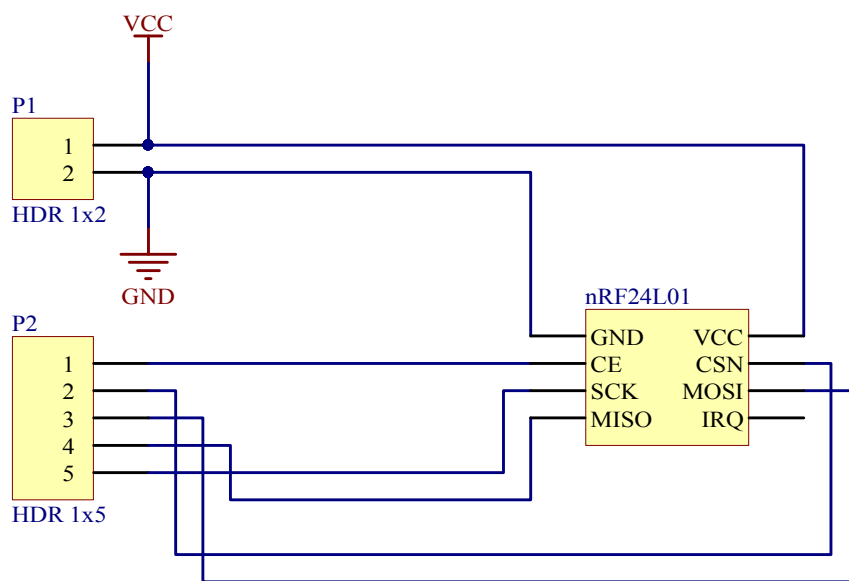 VCC
P1
1
2
HDR 1x2
GND
nRF24L01
P2
GND VCC
1 CE CSN
2 SCK MOSI
3 MISO IRQ
4
5
HDR 1x5